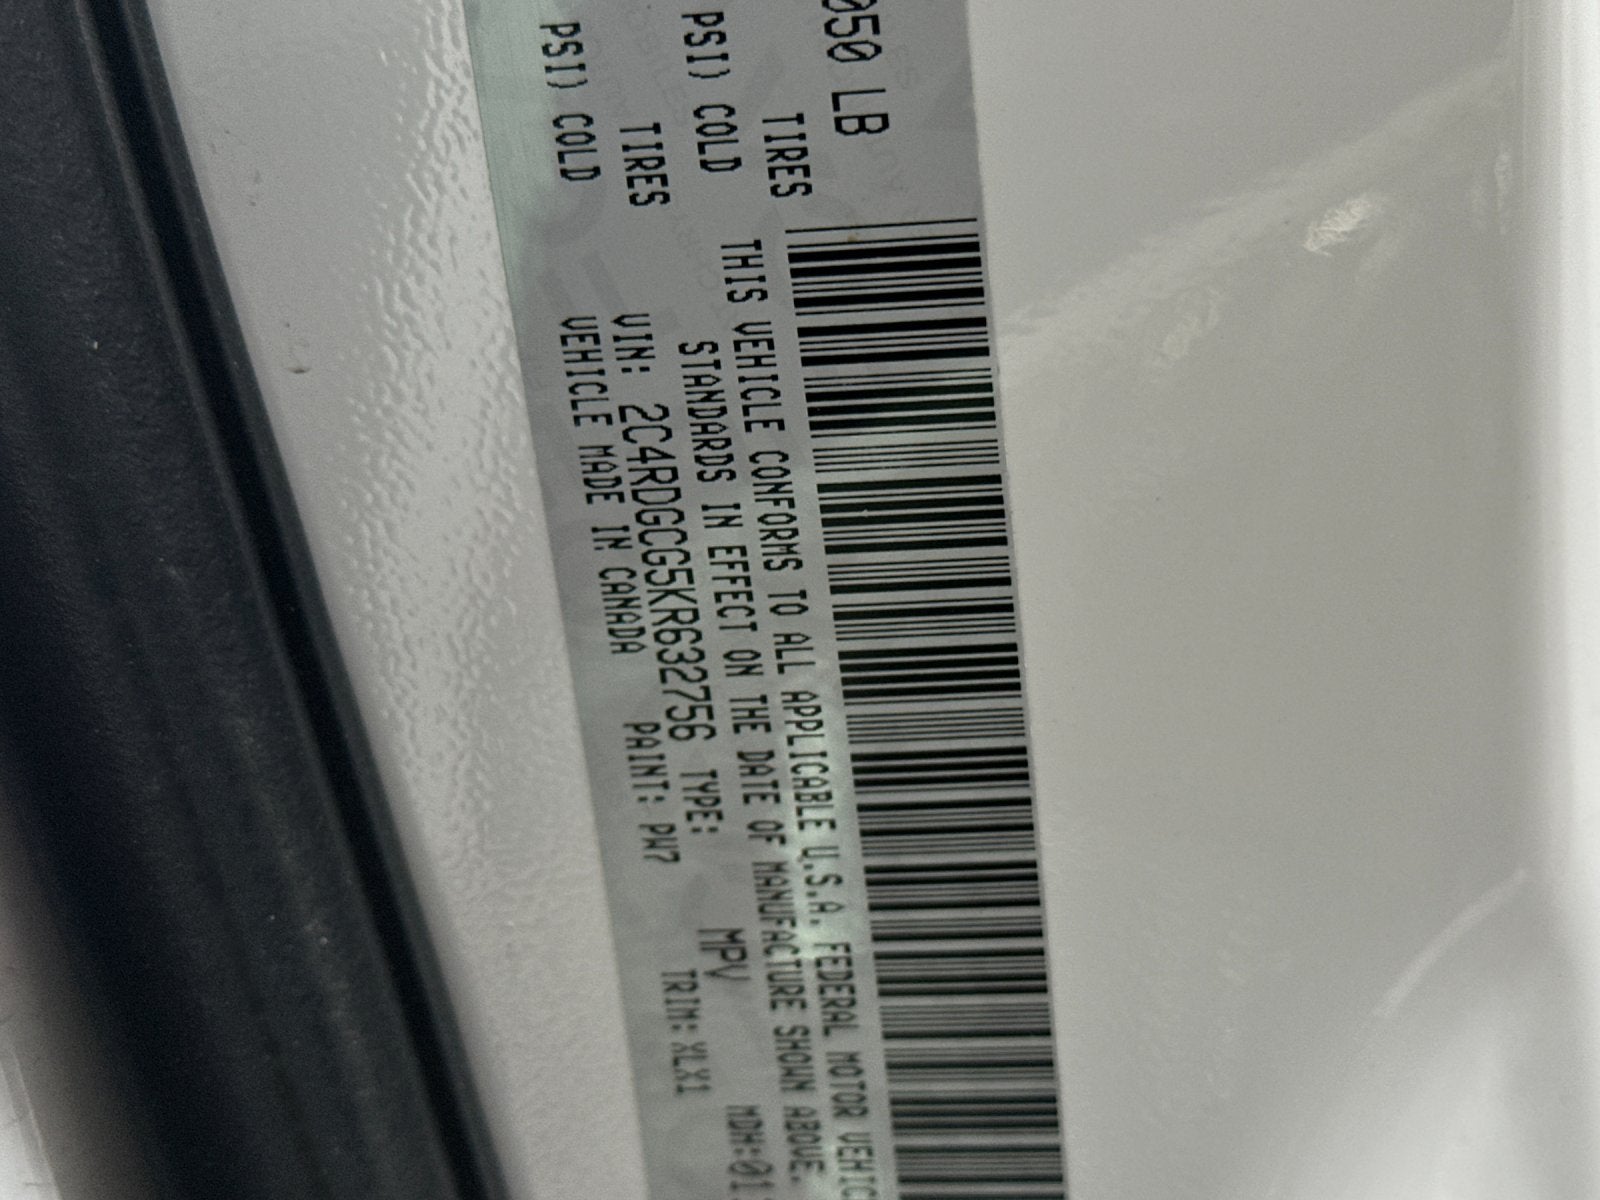 050 LB
TIRES
PSI) COLD
TIRES
PSI) COLD
THIS VEHICLE CONFORMS TO ALL APPLICABLE U.S.A. FEDERAL MOTOR VEHIC
STANDARDS IN EFFECT ON THE DATE OF MANUFACTURE SHOWN ABOVE.
VIN: 2C4RDGCG5KR632756 TYPE: MPV MDH:01
VEHICLE MADE IN CANADA PAINT: PW7 TRIM: XLX1